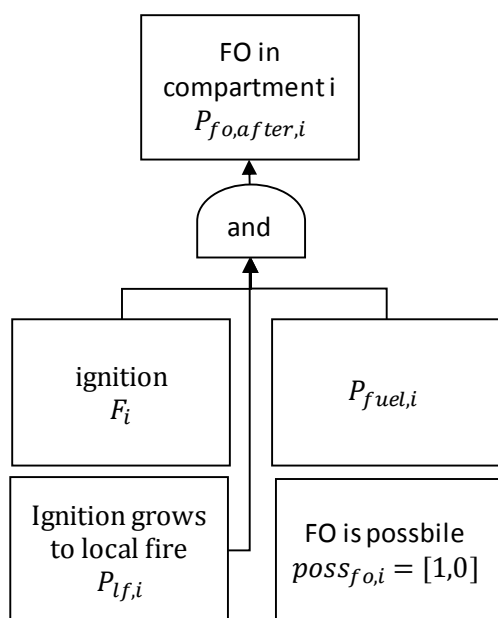 FO in
compartment i
P_{fo,after,i}
and
ignition
F_i
P_{fuel,i}
Ignition grows
to local fire
P_{lf,i}
FO is possbile
poss_{fo,i} = [1,0]